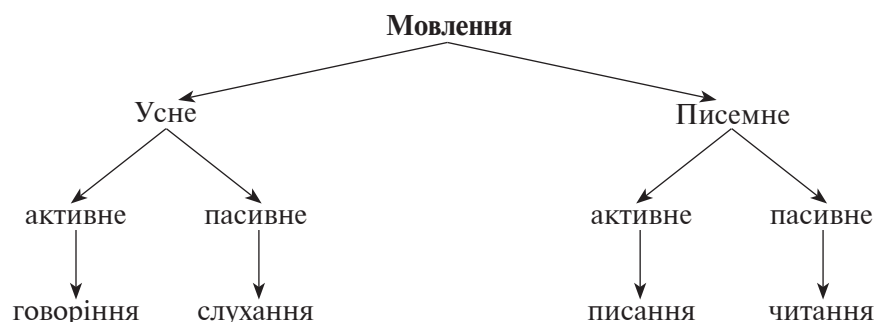 Мовлення
Усне Писемне
активне пасивне активне пасивне
говоріння слухання писання читання